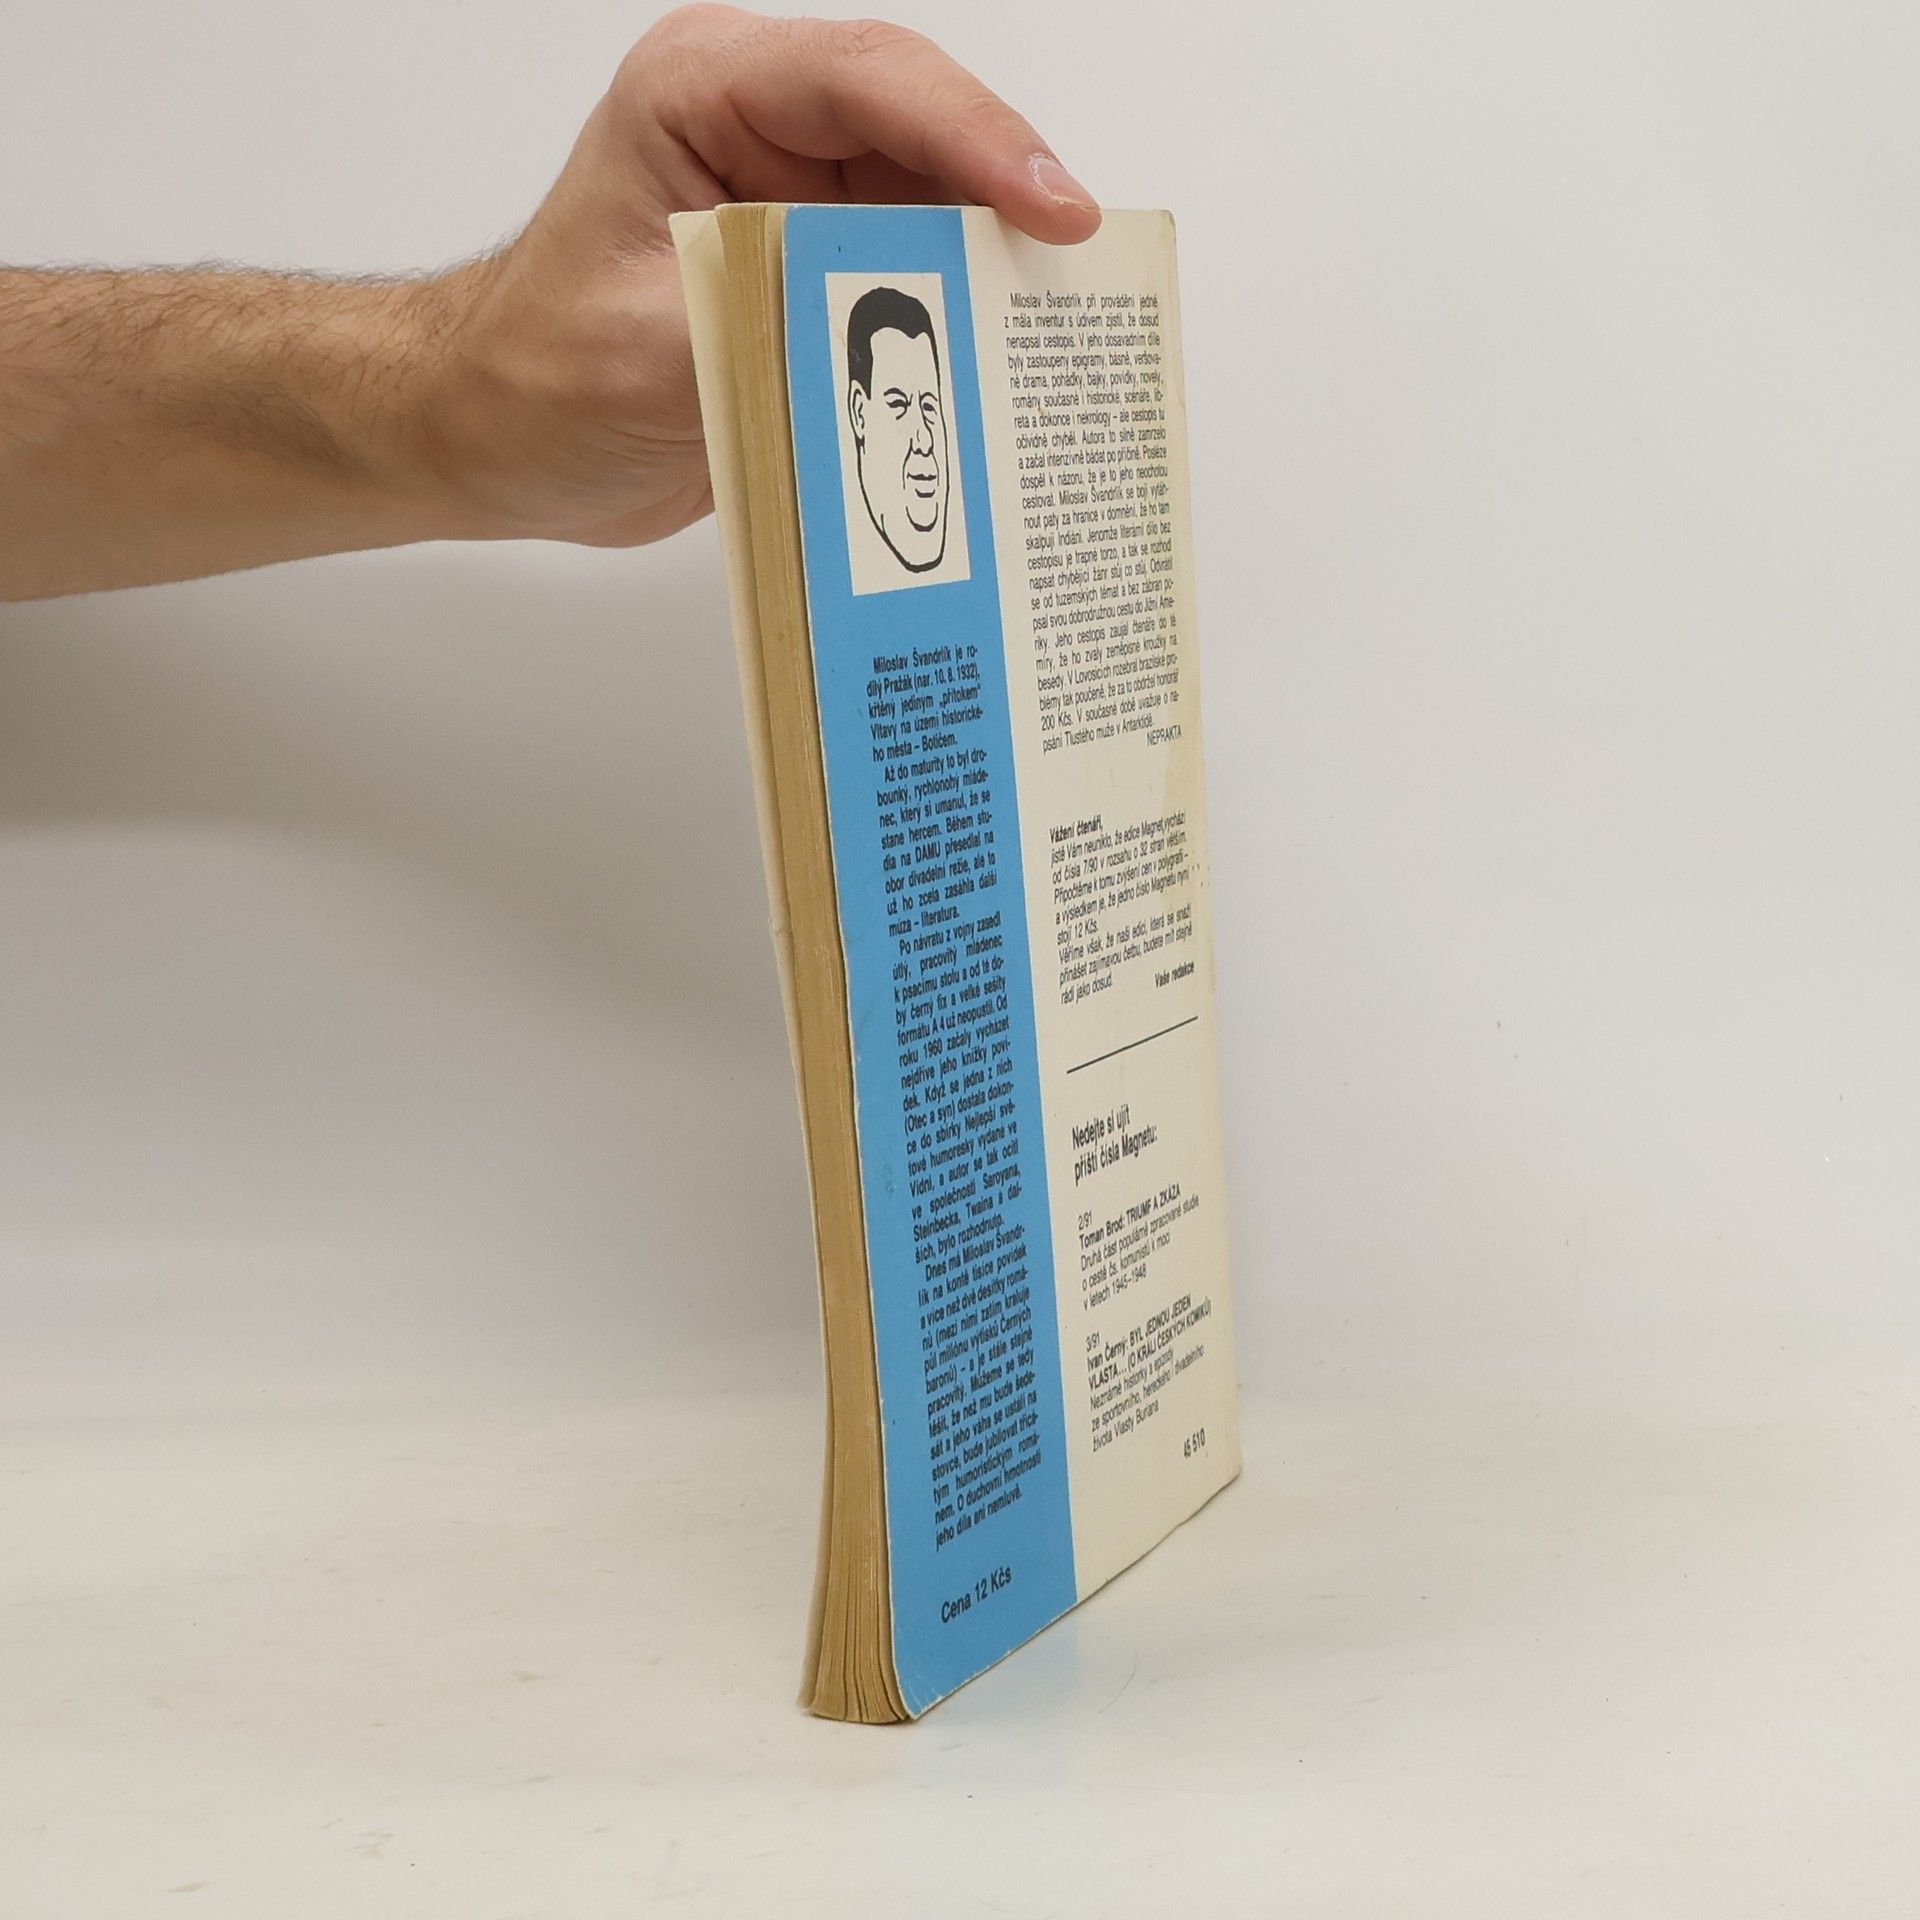 Miloslav Švandrlík je ro-
dilý Pražák (nar. 10. 8. 1932),
křtěný jediným „přítokem"
Vltavy na území historické-
ho města – Botičem.
Až do maturity to byl dro-
bounký, rychlonohý mláde-
nec, který si umanul, že se
stane hercem. Během stu-
dia na DAMU přesedlal na
obor divadelní režie, ale to
už ho zcela zasáhla další
múza – literatura.
Po návratu z vojny zasedl
útlý, pracovitý mládenec
k psacímu stolu a od té do-
by černý fix a velké sešity
formátu A 4 už neopustil. Od
roku 1960 začaly vycházet
nejdříve jeho knížky poví-
dek. Když se jedna z nich
(Otec a syn) dostala dokon-
ce do sbírky Nejlepší svě-
tové humoresky vydané ve
Vídni, a autor se tak ocitl
ve společnosti Saroyana,
Steinbecka, Twaina a dal-
ších, bylo rozhodnuto.
Dnes má Miloslav Švandr-
lík na kontě tisíce povídek
a více než dvě desítky romá-
nů (mezi nimi zatím kraluje
půl miliónu výtisků Černých
baronů) – a je stále stejně
pracovitý. Můžeme se tedy
těšit, že než mu bude šede-
sát a jeho váha se ustálí na
stovce, bude jubilovat třicá-
tým humoristickým romá-
nem. O duchovní hmotnosti
jeho díla ani nemluvě.
Cena 12 Kčs
Miloslav Švandrlík při provádění jedné
z mála inventur s údivem zjistil, že dosud
nenapsal cestopis. V jeho dosavadním díle
byly zastoupeny epigramy, básně, veršova-
né drama, pohádky, bajky, povídky, novely,
romány současné i historické, scénáře, lib-
reta a dokonce i nekrology – ale cestopis tu
očividně chyběl. Autora to silně zamrzelo
a začal intenzívně bádat po příčině. Posléze
dospěl k názoru, že je to jeho neochotou
cestovat. Miloslav Švandrlík se bojí vytáh-
nout paty za hranice v domnění, že ho tam
skalpují Indiáni. Jenomže literární dílo bez
cestopisu je trapné torzo, a tak se rozhodl
napsat chybějící žánr stůj co stůj. Odvrátil
se od tuzemských témat a bez zábran po-
psal svou dobrodružnou cestu do Jižní Ame-
riky. Jeho cestopis zaujal čtenáře do té
míry, že ho zvaly zeměpisné kroužky na
besedy. V Lovosicích rozebral brazilské pro-
blémy tak poučeně, že za to obdržel honorář
200 Kčs. V současné době uvažuje o na-
psání Tlustého muže v Antarktidě.
NEPRAKTA
Vážení čtenáři,
jistě Vám neuniklo, že edice Magnet vychází
od čísla 7/90 v rozsahu o 32 stran větším.
Připočtěme k tomu zvýšení cen v polygrafii –
a výsledkem je, že jedno číslo Magnetu nyní
stojí 12 Kčs.
Věříme však, že naši edici, která se snaží
přinášet zajímavou četbu, budete mít stejně
rádi jako dosud.
Vaše redakce
Nedejte si ujít
příští čísla Magnetu:
2/91
Toman Brod: TRIUMF A ZKÁZA
Druhá část populárně zpracované studie
o cestě čs. komunistů k moci
v letech 1945–1948
3/91
Ivan Černý: BYL JEDNOU JEDEN
VLASTA... (O KRÁLI ČESKÝCH KOMIKŮ)
Neznámé historky a epizody
ze sportovního, hereckého i divadelního
života Vlasty Buriana
45 510